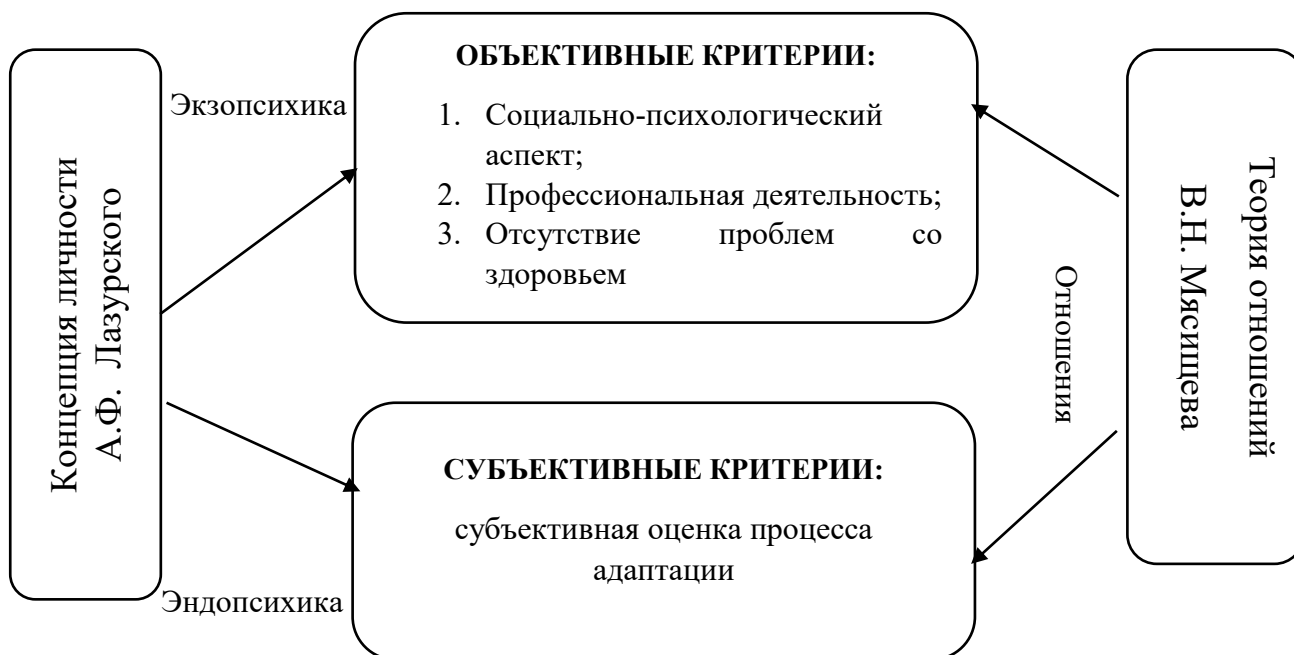 Концепция личности
А.Ф. Лазурского
Экзопсихика
Эндопсихика
ОБЪЕКТИВНЫЕ КРИТЕРИИ:
1. Социально-психологический
аспект;
2. Профессиональная деятельность;
3. Отсутствие проблем со
здоровьем
СУБЪЕКТИВНЫЕ КРИТЕРИИ:
субъективная оценка процесса
адаптации
Отношения
Теория отношений
В.Н. Мясищева